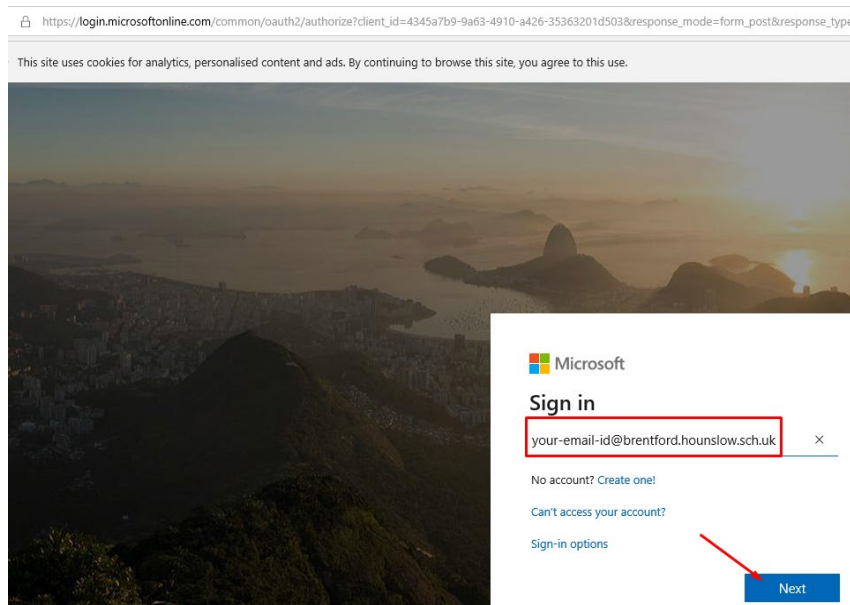 https://login.microsoftonline.com/common/oauth2/authorize?client_id=4345a7b9-9a63-4910-a426-35363201d503&response_mode=form_post&response_type
This site uses cookies for analytics, personalised content and ads. By continuing to browse this site, you agree to this use.
Microsoft
Sign in
your-email-id@brentford.hounslow.sch.uk
No account? Create one!
Can't access your account?
Sign-in options
Next